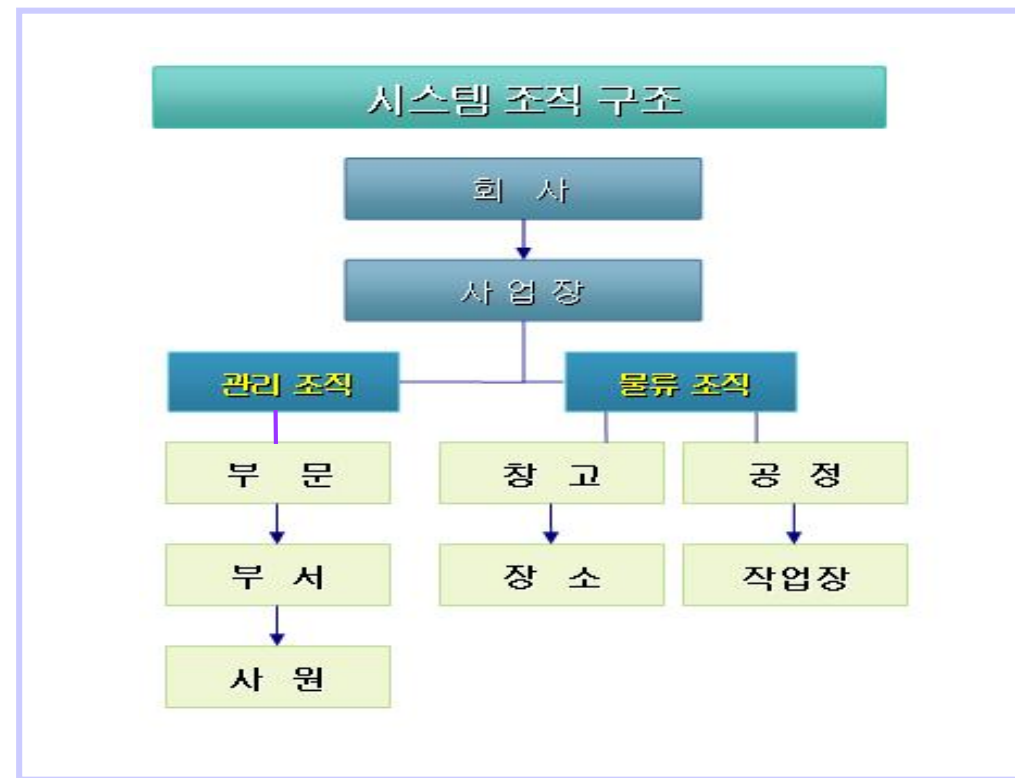 시스템 조직 구조
회 사
사 업 장
관리 조직
물류 조직
부 문
창 고
공 정
부 서
장 소
작업장
사 원